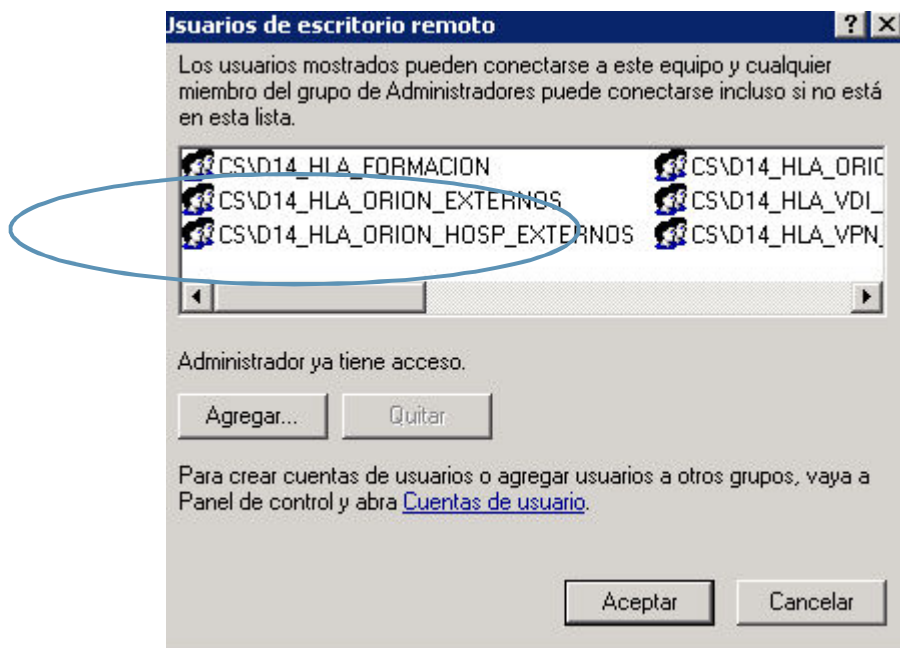 Usuarios de escritorio remoto
Los usuarios mostrados pueden conectarse a este equipo y cualquier
miembro del grupo de Administradores puede conectarse incluso si no está
en esta lista.
CS\D14_HLA_FORMACION
CS\D14_HLA_ORION_EXTERNOS
CS\D14_HLA_ORION_HOSP_EXTERNOS
CS\D14_HLA_ORIO
CS\D14_HLA_VDI_
CS\D14_HLA_VPN_
Administrador ya tiene acceso.
Agregar... Quitar
Para crear cuentas de usuarios o agregar usuarios a otros grupos, vaya a
Panel de control y abra Cuentas de usuario.
Aceptar Cancelar